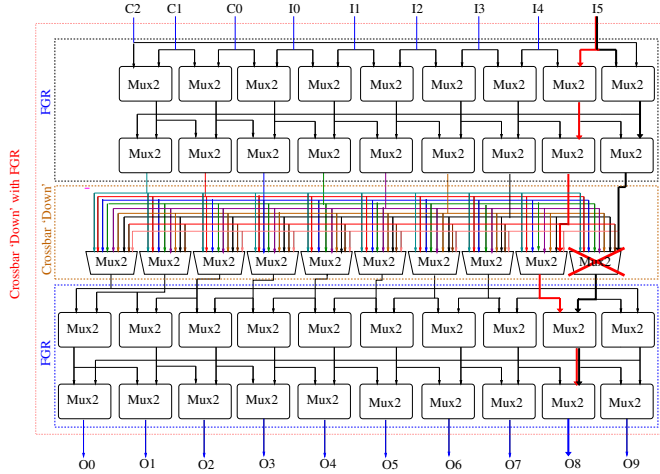 C2 C1 C0 I0 I1 I2 I3 I4 I5
FGR
Mux2 Mux2 Mux2 Mux2 Mux2 Mux2 Mux2 Mux2 Mux2
Mux2 Mux2 Mux2 Mux2 Mux2 Mux2 Mux2 Mux2 Mux2
Crossbar 'Down' with FGR
Crossbar 'Down'
Mux2 Mux2 Mux2 Mux2 Mux2 Mux2 Mux2 Mux2 Mux2 Mux2
FGR
Mux2 Mux2 Mux2 Mux2 Mux2 Mux2 Mux2 Mux2 Mux2 Mux2
Mux2 Mux2 Mux2 Mux2 Mux2 Mux2 Mux2 Mux2 Mux2 Mux2
O0 O1 O2 O3 O4 O5 O6 O7 O8 O9